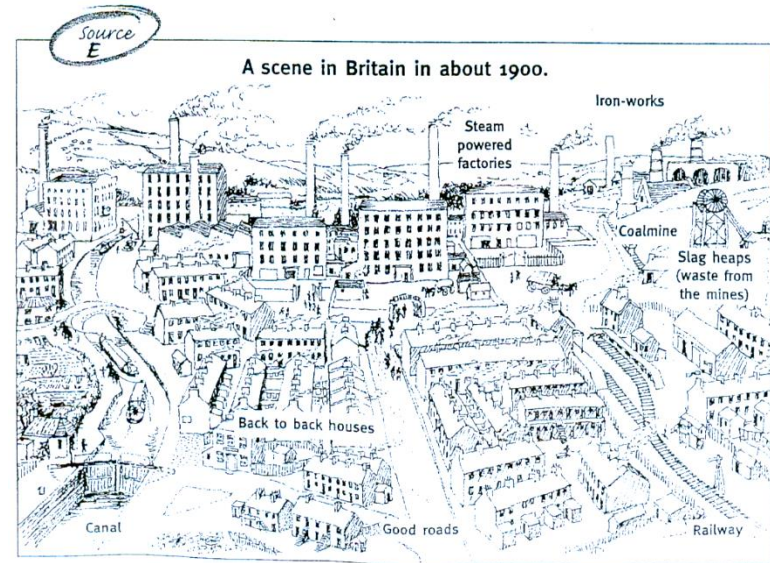 Source
E
A scene in Britain in about 1900.
Iron-works
Steam
powered
factories
Coalmine
Slag heaps
(waste from
the mines)
Back to back houses
Canal
Good roads
Railway